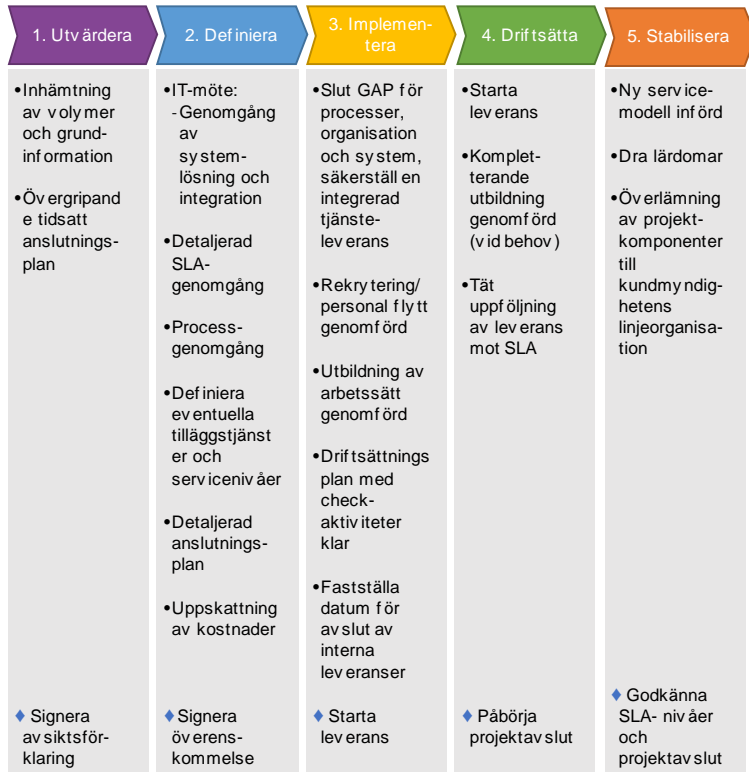 1. Utvärdera
•Inhämtning
av volymer
och grund-
information
•Övergripand
e tidsatt
anslutnings-
plan
♦ Signera
avsiktsför-
klaring
2. Definiera
•IT-möte:
-Genomgång
av
system-
lösning och
integration
•Detaljerad
SLA-
genomgång
•Process-
genomgång
•Definiera
eventuella
tilläggstjänst
er och
servicenivåer
•Detaljerad
anslutnings-
plan
•Uppskattning
av kostnader
♦ Signera
överens-
kommelse
3. Implemen-
tera
•Slut GAP för
processer,
organisation
och system,
säkerställ en
integrerad
tjänste-
leverans
•Rekrytering/
personal flytt
genomförd
•Utbildning av
arbetssätt
genomförd
•Driftsättnings
plan med
check-
aktiviteter
klar
•Fastställa
datum för
avslut av
interna
leveranser
♦ Starta
leverans
4. Driftsätta
•Starta
leverans
•Komplet-
terande
utbildning
genomförd
(vid behov)
•Tät
uppföljning
av leverans
mot SLA
♦ Påbörja
projektavslut
5. Stabilisera
•Ny service-
modell införd
•Dra lärdomar
•Överlämning
av projekt-
komponenter
till
kundmyndig-
hetens
linjeorganisa-
tion
♦ Godkänna
SLA- nivåer
och
projektavslut